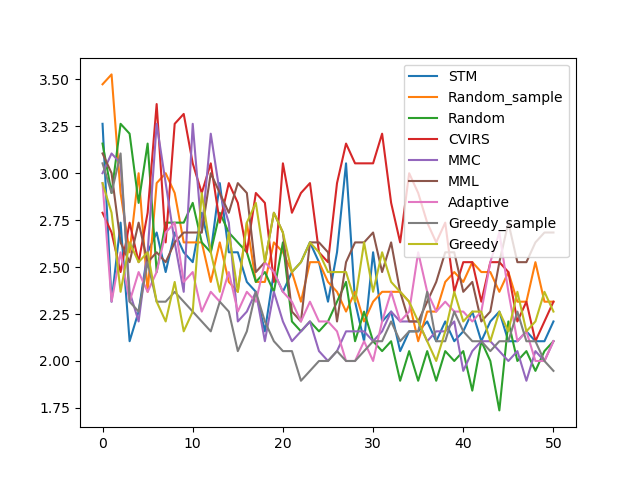 3.50
3.25
3.00
2.75
2.50
2.25
2.00
1.75
0
10
20
30
40
50
STM
Random_sample
Random
CVIRS
MMC
MML
Adaptive
Greedy_sample
Greedy